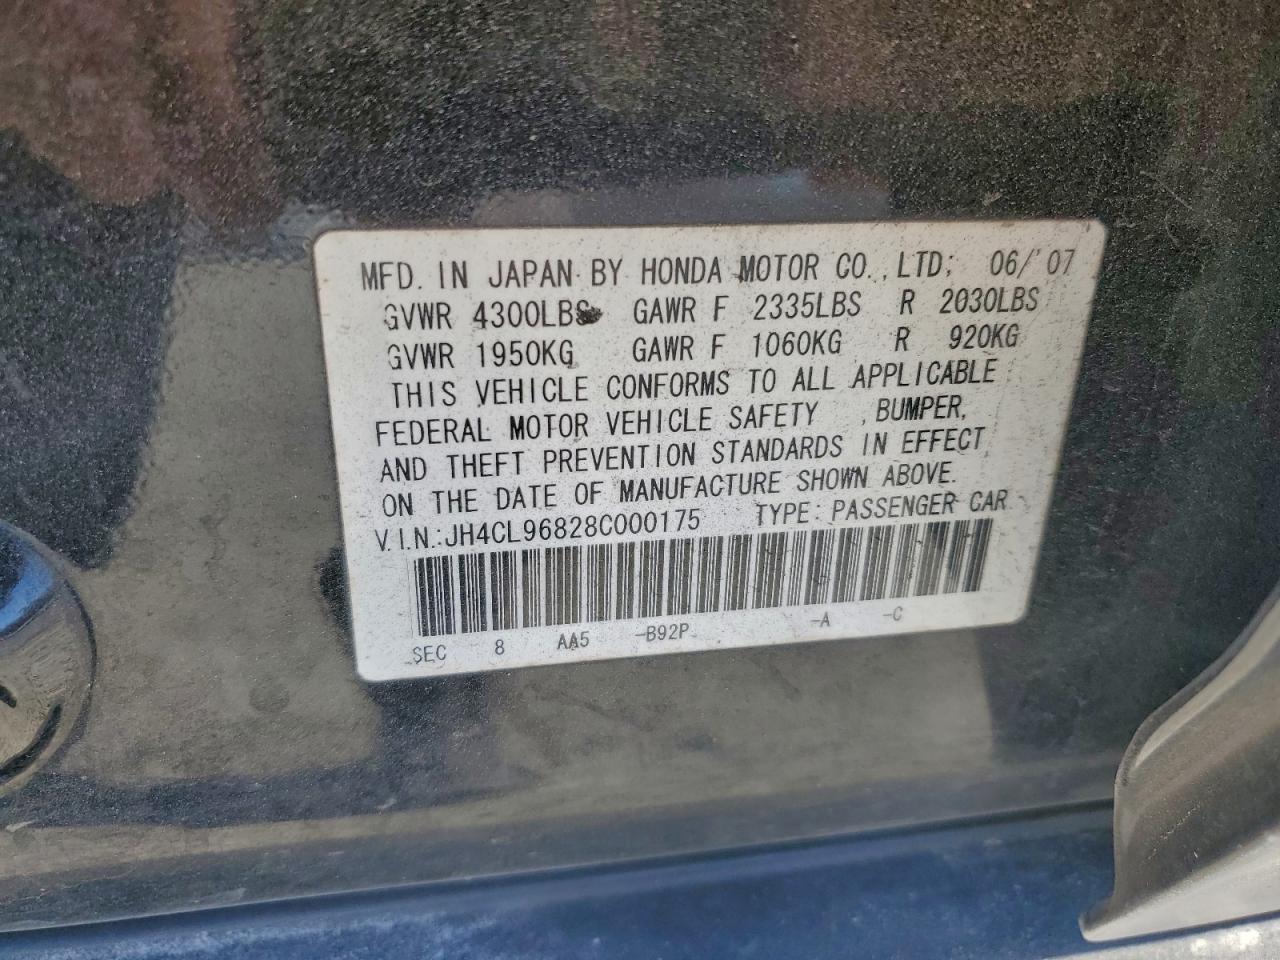 MFD. IN JAPAN BY HONDA MOTOR CO., LTD; 06/'07
GVWR 4300LBS GAWR F 2335LBS R 2030LBS
GVWR 1950KG GAWR F 1060KG R 920KG
THIS VEHICLE CONFORMS TO ALL APPLICABLE
FEDERAL MOTOR VEHICLE SAFETY , BUMPER,
AND THEFT PREVENTION STANDARDS IN EFFECT
ON THE DATE OF MANUFACTURE SHOWN ABOVE.
V.I.N.:JH4CL96828C000175 TYPE: PASSENGER CAR
SEC 8 AA5 -B92P -A -C